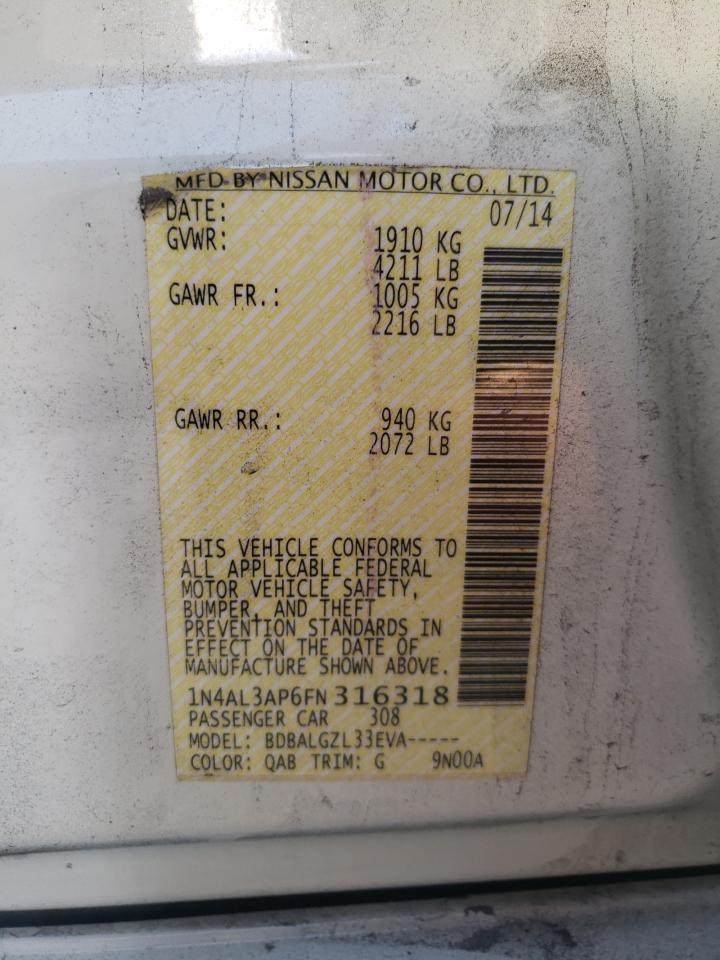 MFD BY NISSAN MOTOR CO., LTD.
DATE: 07/14
GVWR: 1910 KG
4211 LB
GAWR FR.: 1005 KG
2216 LB
GAWR RR.: 940 KG
2072 LB
THIS VEHICLE CONFORMS TO
ALL APPLICABLE FEDERAL
MOTOR VEHICLE SAFETY,
BUMPER, AND THEFT
PREVENTION STANDARDS IN
EFFECT ON THE DATE OF
MANUFACTURE SHOWN ABOVE.
1N4AL3AP6FN316318
PASSENGER CAR 308
MODEL: BDBALGZL33EVA-----
COLOR: QAB TRIM: G 9N00A